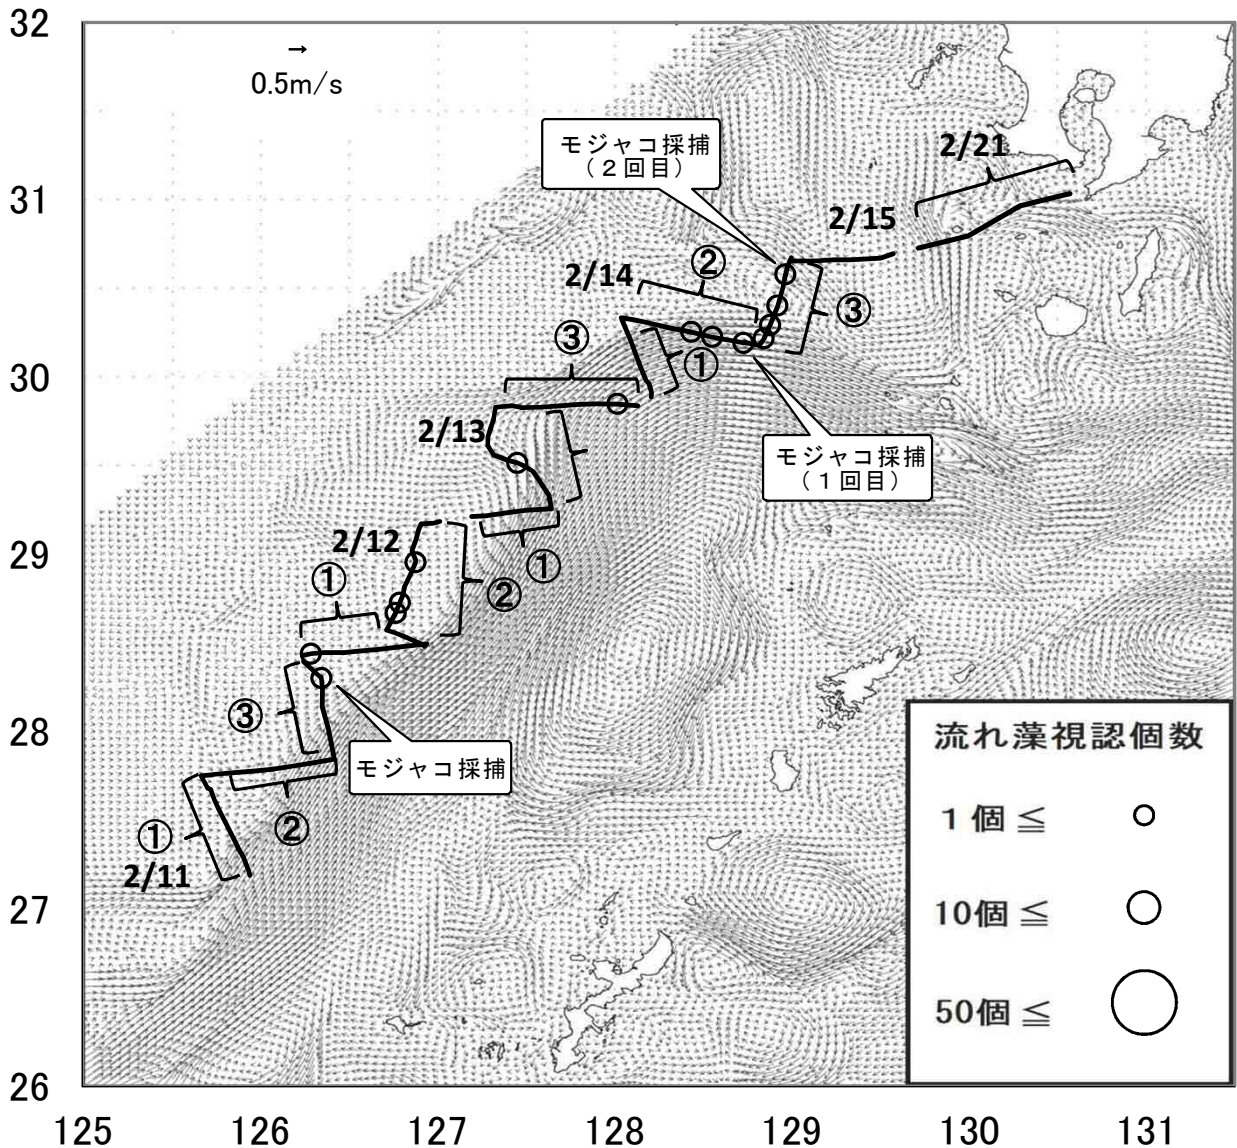 32
0.5m/s
モジャコ採捕
（２回目）
2/21
31
2/15
②
2/14
③
③
①
30
2/13
モジャコ採捕
（１回目）
29
2/12
①
①
②
28
③
モジャコ採捕
①
②
2/11
27
26
流れ藻視認個数
1個≦
10個≦
50個≦
125 126 127 128 129 130 131